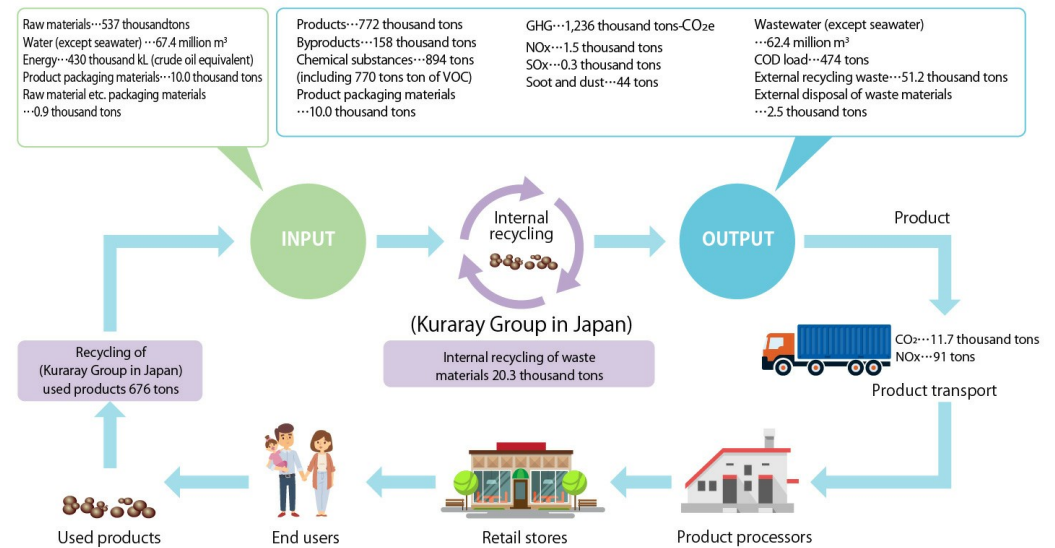 Raw materials⋯537 thousandtons
Water (except seawater) ⋯67.4 million m³
Energy⋯430 thousand kL (crude oil equivalent)
Product packaging materials⋯10.0 thousand tons
Raw material etc. packaging materials
⋯0.9 thousand tons
Products⋯772 thousand tons
Byproducts⋯158 thousand tons
Chemical substances⋯894 tons
(including 770 tons ton of VOC)
Product packaging materials
⋯10.0 thousand tons
GHG⋯1,236 thousand tons-CO₂e
NOx⋯1.5 thousand tons
SOx⋯0.3 thousand tons
Soot and dust⋯44 tons
Wastewater (except seawater)
⋯62.4 million m³
COD load⋯474 tons
External recycling waste⋯51.2 thousand tons
External disposal of waste materials
⋯2.5 thousand tons
INPUT
Internal
recycling
OUTPUT
Product
(Kuraray Group in Japan)
Internal recycling of waste
materials 20.3 thousand tons
CO₂⋯11.7 thousand tons
NOx⋯91 tons
Product transport
Recycling of
(Kuraray Group in Japan)
used products 676 tons
Used products
End users
Retail stores
Product processors